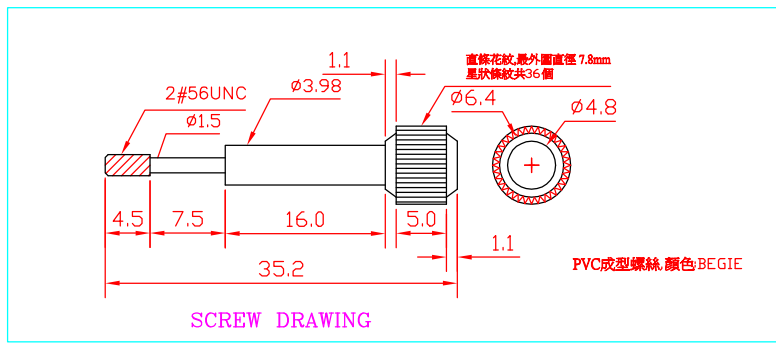 1.1
直條花紋,最外圍直徑 7.8mm
星狀條紋共36個
2#56UNC
Ø3.98
Ø6.4
Ø4.8
Ø1.5
4.5
7.5
16.0
5.0
1.1
35.2
PVC成型螺絲,顏色:BEGIE
SCREW DRAWING